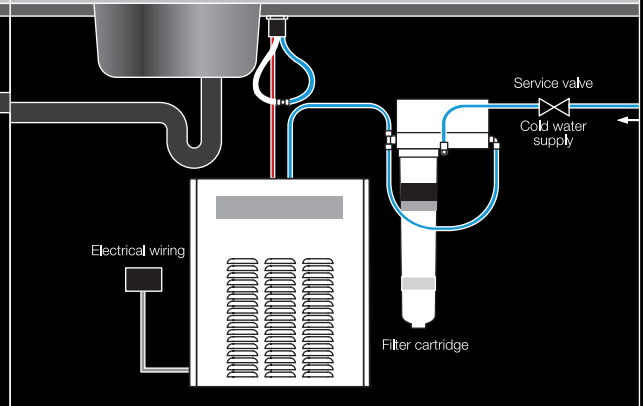 Service valve
Cold water
supply
Electrical wiring
Filter cartridge